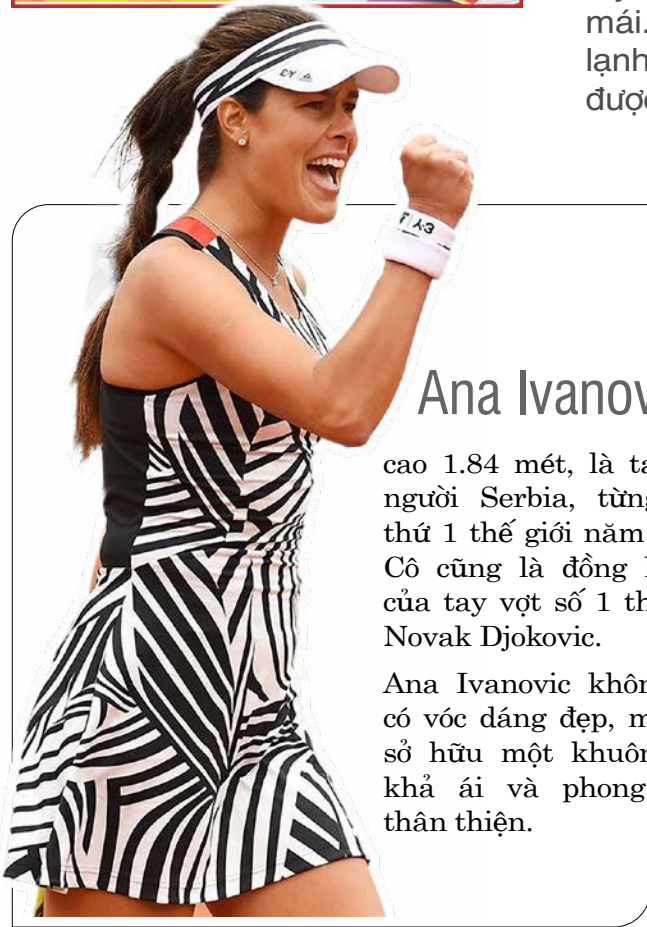 mái.
lạnh
được
Ana Ivanov
cao 1.84 mét, là ta
người Serbia, từng
thứ 1 thế giới năm
Cô cũng là đồng
của tay vợt số 1 th
Novak Djokovic.
Ana Ivanovic khôn
có vóc dáng đẹp, m
sở hữu một khuôn
khả ái và phong
thân thiện.